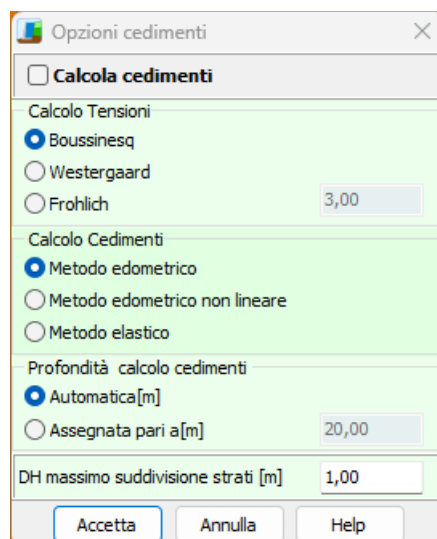 Opzioni cedimenti
Calcola cedimenti
Calcolo Tensioni
Boussinesq
Westergaard
Frohlich 3,00
Calcolo Cedimenti
Metodo edometrico
Metodo edometrico non lineare
Metodo elastico
Profondità calcolo cedimenti
Automatica[m]
Assegnata pari a[m] 20,00
DH massimo suddivisione strati [m] 1,00
Accetta Annulla Help